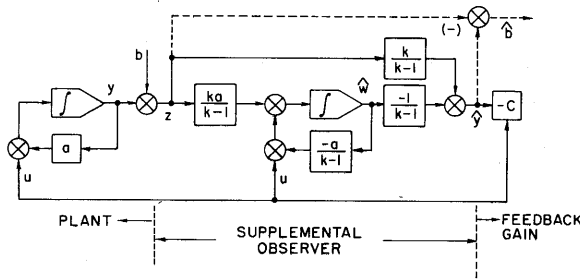 (-)
b̂
b
k
k-1
y
ŵ
∫
z
ka
k-1
∫
-1
k-1
ŷ
-C
a
-a
k-1
u
u
PLANT
SUPPLEMENTAL
OBSERVER
FEEDBACK
GAIN